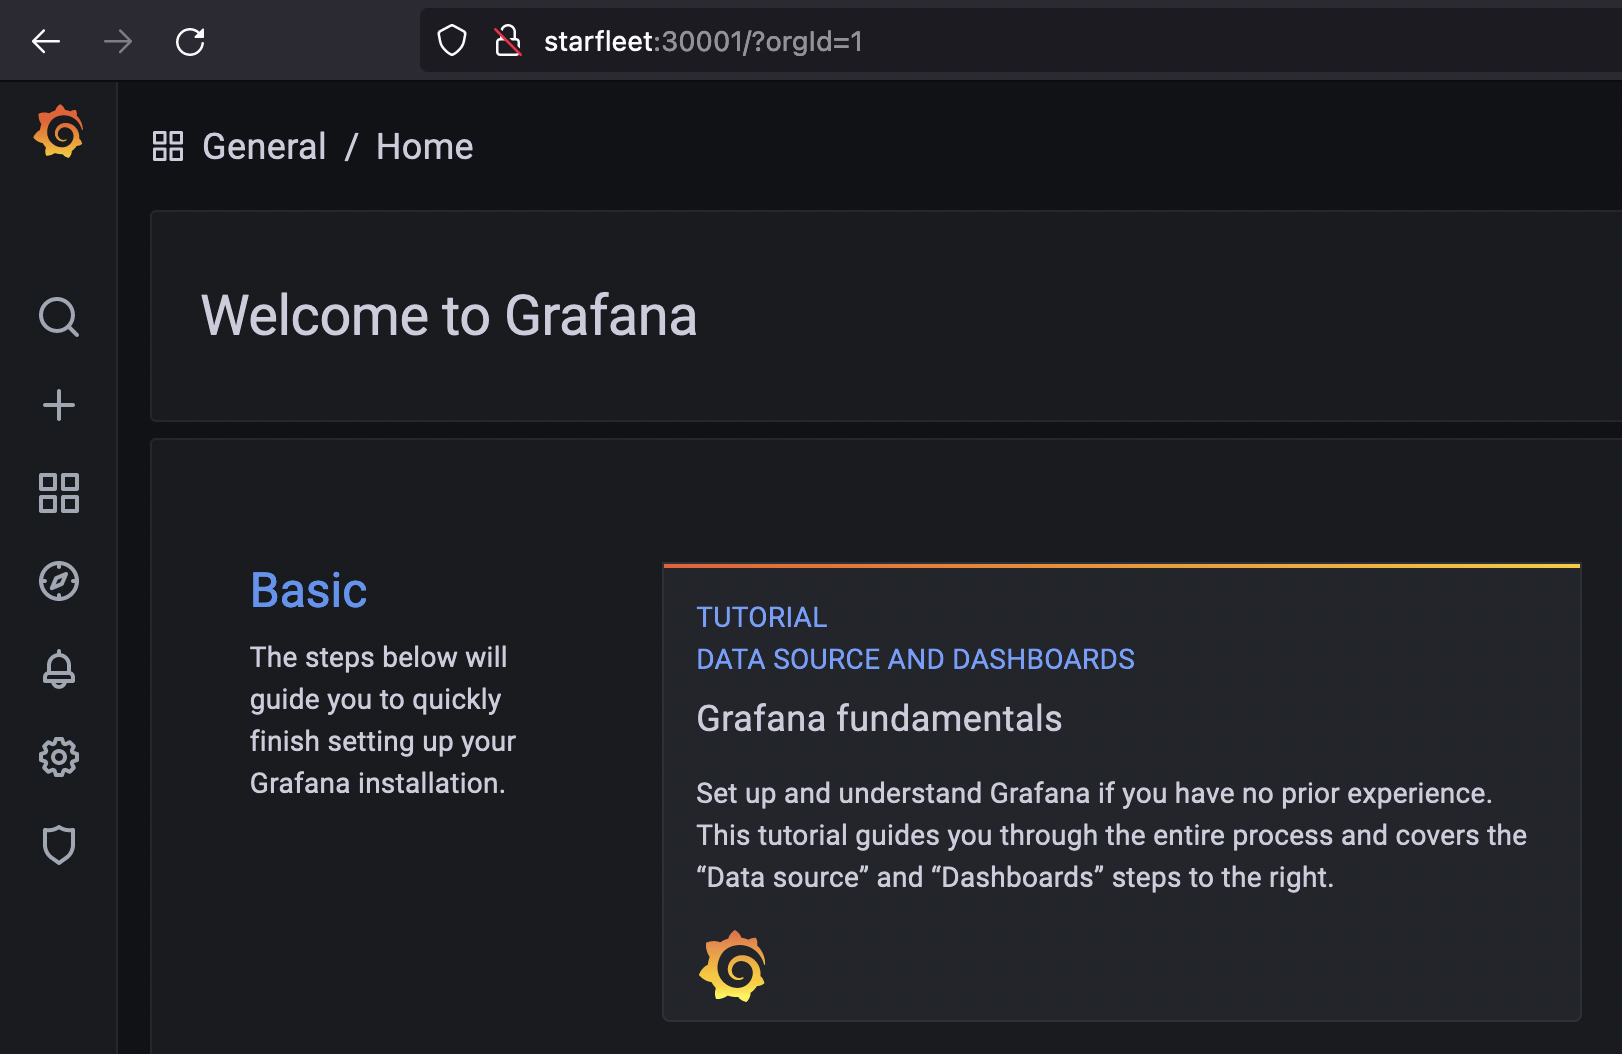 starfleet:30001/?orgId=1
General / Home
Welcome to Grafana
Basic
The steps below will
guide you to quickly
finish setting up your
Grafana installation.
TUTORIAL
DATA SOURCE AND DASHBOARDS
Grafana fundamentals
Set up and understand Grafana if you have no prior experience.
This tutorial guides you through the entire process and covers the
“Data source” and “Dashboards” steps to the right.